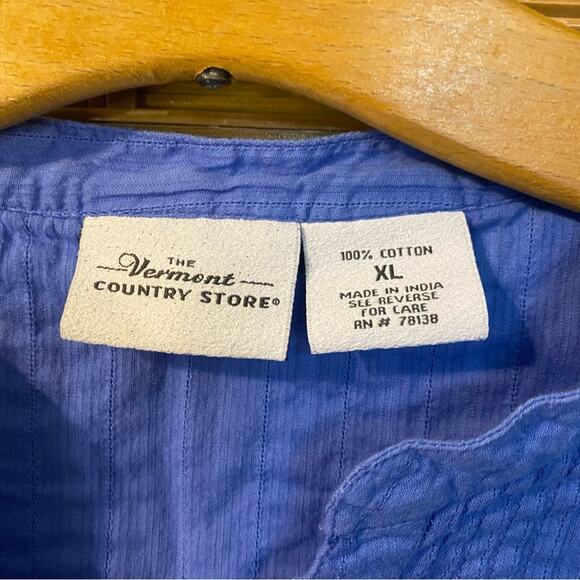 THE
Vermont
COUNTRY STORE®
100% COTTON
XL
MADE IN INDIA
SEE REVERSE
FOR CARE
RN # 78138